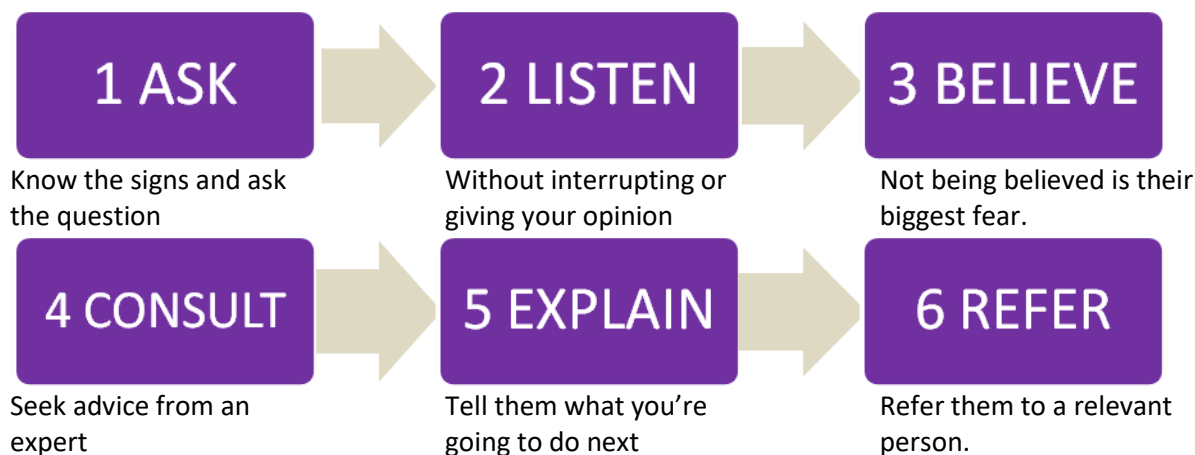 1 ASK
2 LISTEN
3 BELIEVE
Know the signs and ask
the question
Without interrupting or
giving your opinion
Not being believed is their
biggest fear.
4 CONSULT
5 EXPLAIN
6 REFER
Seek advice from an
expert
Tell them what you’re
going to do next
Refer them to a relevant
person.